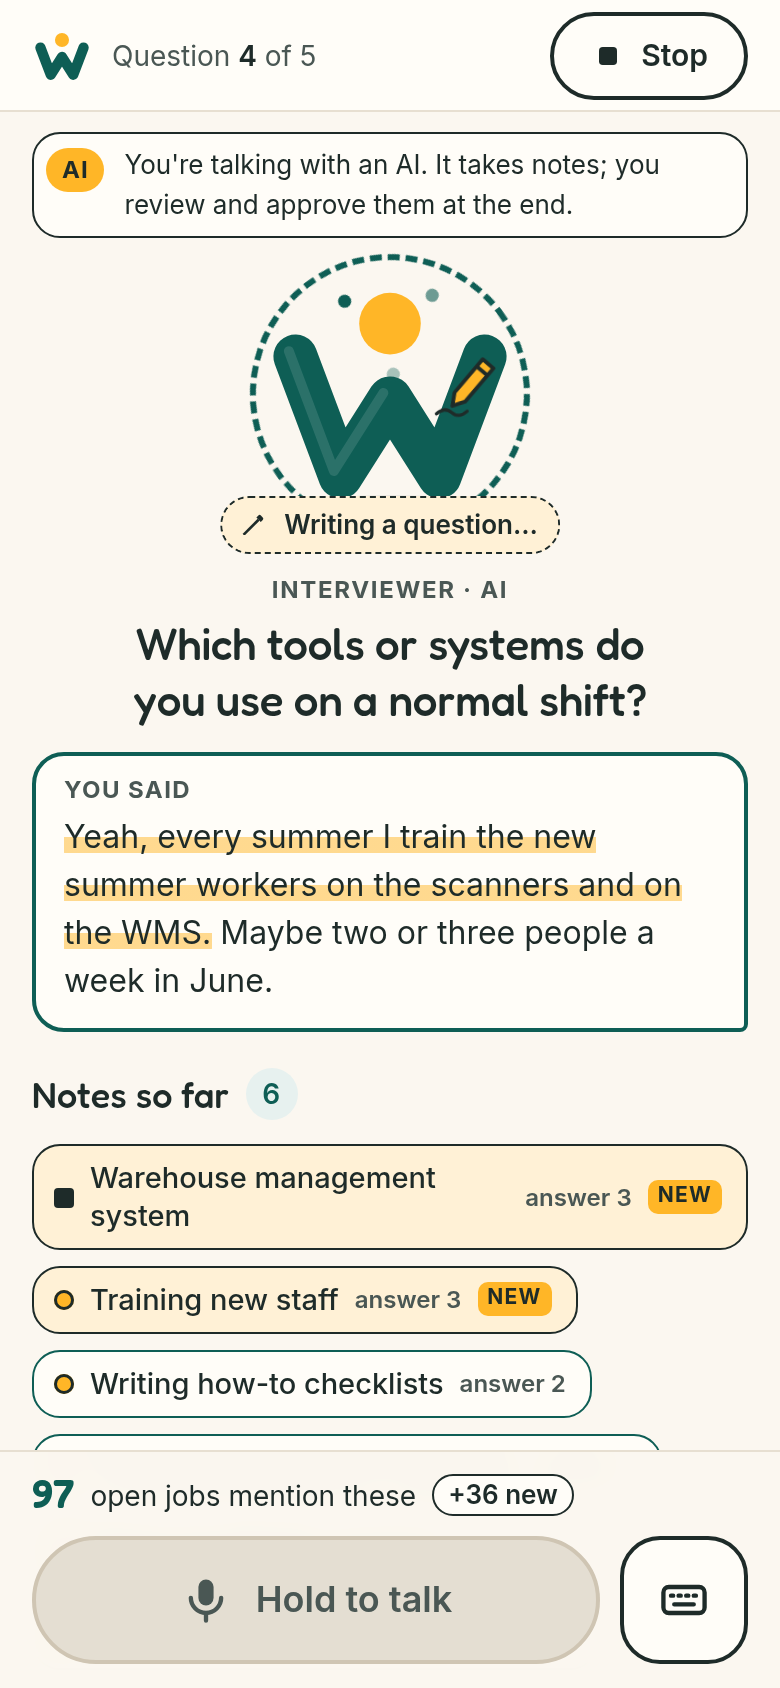 Question 4 of 5
Stop
AI
You're talking with an AI. It takes notes; you
review and approve them at the end.
Writing a question...
INTERVIEWER · AI
Which tools or systems do
you use on a normal shift?
YOU SAID
Yeah, every summer I train the new
summer workers on the scanners and on
the WMS. Maybe two or three people a
week in June.
Notes so far 6
Warehouse management
system
answer 3 NEW
Training new staff answer 3 NEW
Writing how-to checklists answer 2
97 open jobs mention these +36 new
Hold to talk